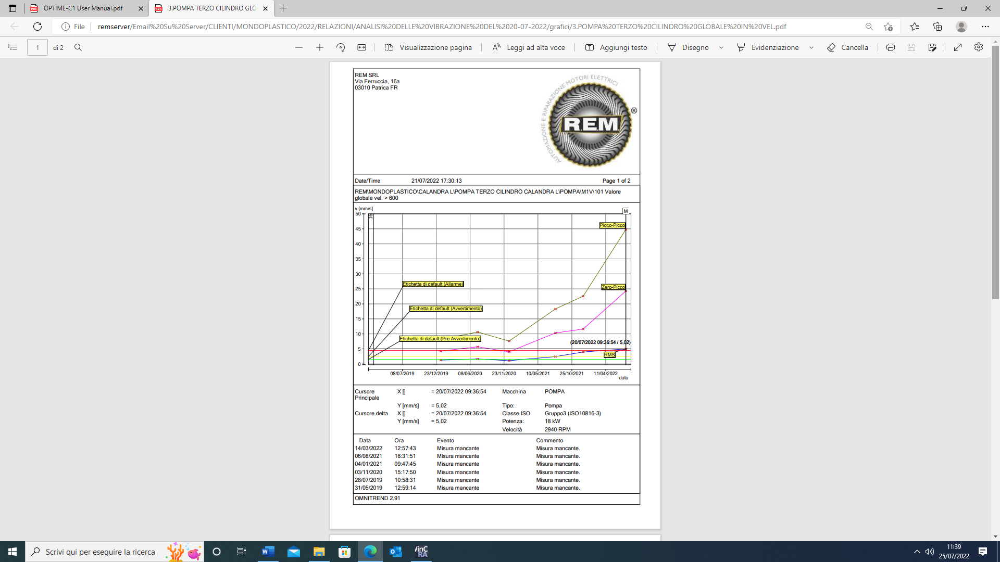 OPTIME-C1 User Manual.pdf
3.POMPA TERZO CILINDRO GLO
File
remserver/Email%20Su%20Server/CLIENTI/MONDOPLASTICO/2022/RELAZIONI/ANALISI%20DELLE%20VIBRAZIONE%20DEL%2020-07-2022/grafici/3.POMPA%20TERZO%20CILINDRO%20GLOBALE%20IN%20VEL.pdf
1 di 2
Visualizzazione pagina
Leggi ad alta voce
Aggiungi testo
Disegno
Evidenziazione
Cancella
REM SRL
Via Ferruccia, 16a
03010 Patrica FR
AUTOMAZIONE E RIPARAZIONE MOTORI ELETTRICI
R.E.M.
®
Date/Time 21/07/2022 17:30:13 Page 1 of 2
REM\MONDOPLASTICO\CALANDRA L\POMPA TERZO CILINDRO CALANDRA L\POMPA\M1V\101 Valore
globale vel. > 600
v [mm/s]
M
50
45
40
35
30
25
20
15
10
5
0
Picco-Picco
Etichetta di default (Allarme)
Zero-Picco
Etichetta di default (Avvertimento)
Etichetta di default (Pre Avvertimento)
(20/07/2022 09:36:54 / 5,02)
RMS
08/07/2019 23/12/2019 08/06/2020 23/11/2020 10/05/2021 25/10/2021 11/04/2022
data
Cursore Principale X [] = 20/07/2022 09:36:54 Macchina POMPA
Y [mm/s] = 5,02 Tipo: Pompa
Cursore delta X [] = 20/07/2022 09:36:54 Classe ISO Gruppo3 (ISO10816-3)
Y [mm/s] = 5,02 Potenza: 18 kW
Velocità 2940 RPM
Data Ora Evento Commento
14/03/2022 12:57:43 Misura mancante Misura mancante.
06/08/2021 16:31:51 Misura mancante Misura mancante.
04/01/2021 09:47:45 Misura mancante Misura mancante.
03/11/2020 15:17:50 Misura mancante Misura mancante.
28/07/2019 10:58:31 Misura mancante Misura mancante.
31/05/2019 12:59:14 Misura mancante Misura mancante.
OMNITREND 2.91
Scrivi qui per eseguire la ricerca
11:39
25/07/2022